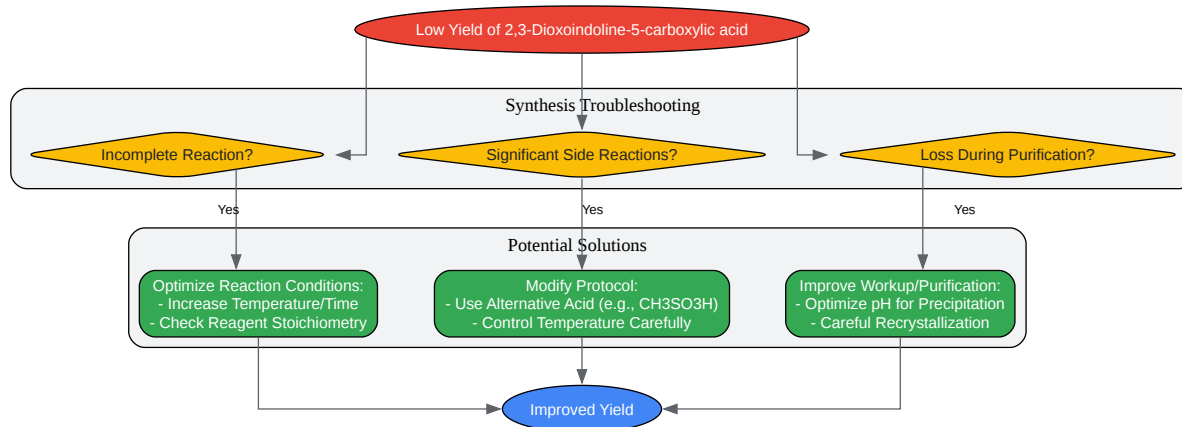 Low Yield of 2,3-Dioxoindoline-5-carboxylic acid
Synthesis Troubleshooting
Incomplete Reaction?
Significant Side Reactions?
Loss During Purification?
Yes
Yes
Yes
Potential Solutions
Optimize Reaction Conditions:
- Increase Temperature/Time
- Check Reagent Stoichiometry
Modify Protocol:
- Use Alternative Acid (e.g., CH3SO3H)
- Control Temperature Carefully
Improve Workup/Purification:
- Optimize pH for Precipitation
- Careful Recrystallization
Improved Yield